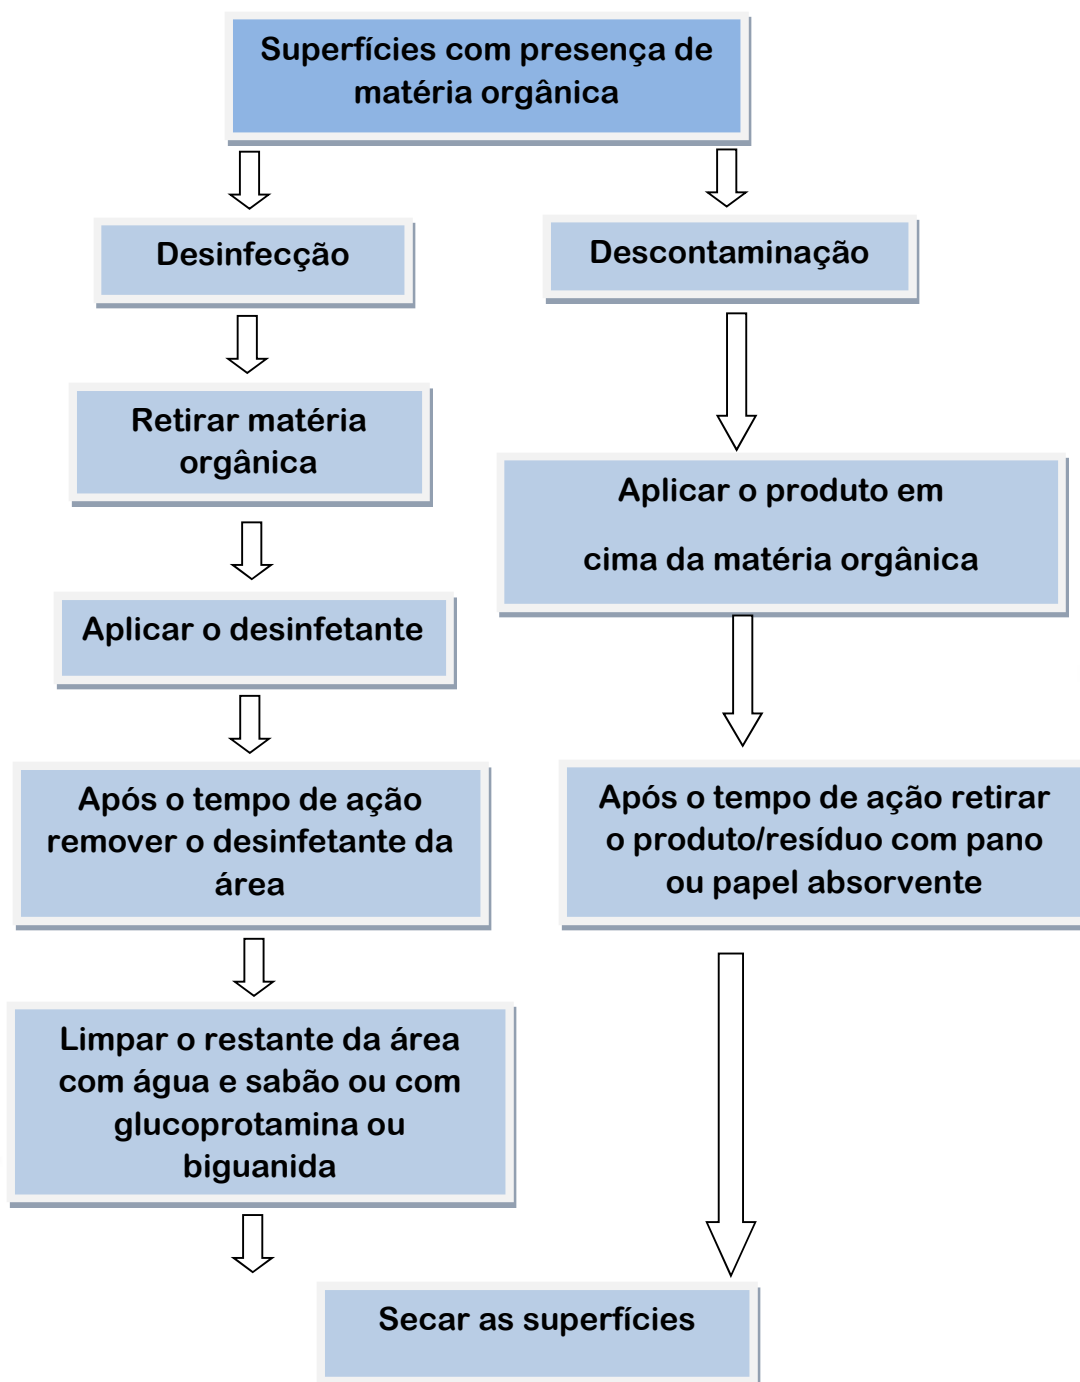 Superfícies com presença de
matéria orgânica
Desinfecção
Descontaminação
Retirar matéria
orgânica
Aplicar o produto em
cima da matéria orgânica
Aplicar o desinfetante
Após o tempo de ação
remover o desinfetante da
área
Após o tempo de ação retirar
o produto/resíduo com pano
ou papel absorvente
Limpar o restante da área
com água e sabão ou com
glucoprotamina ou
biguanida
Secar as superfícies